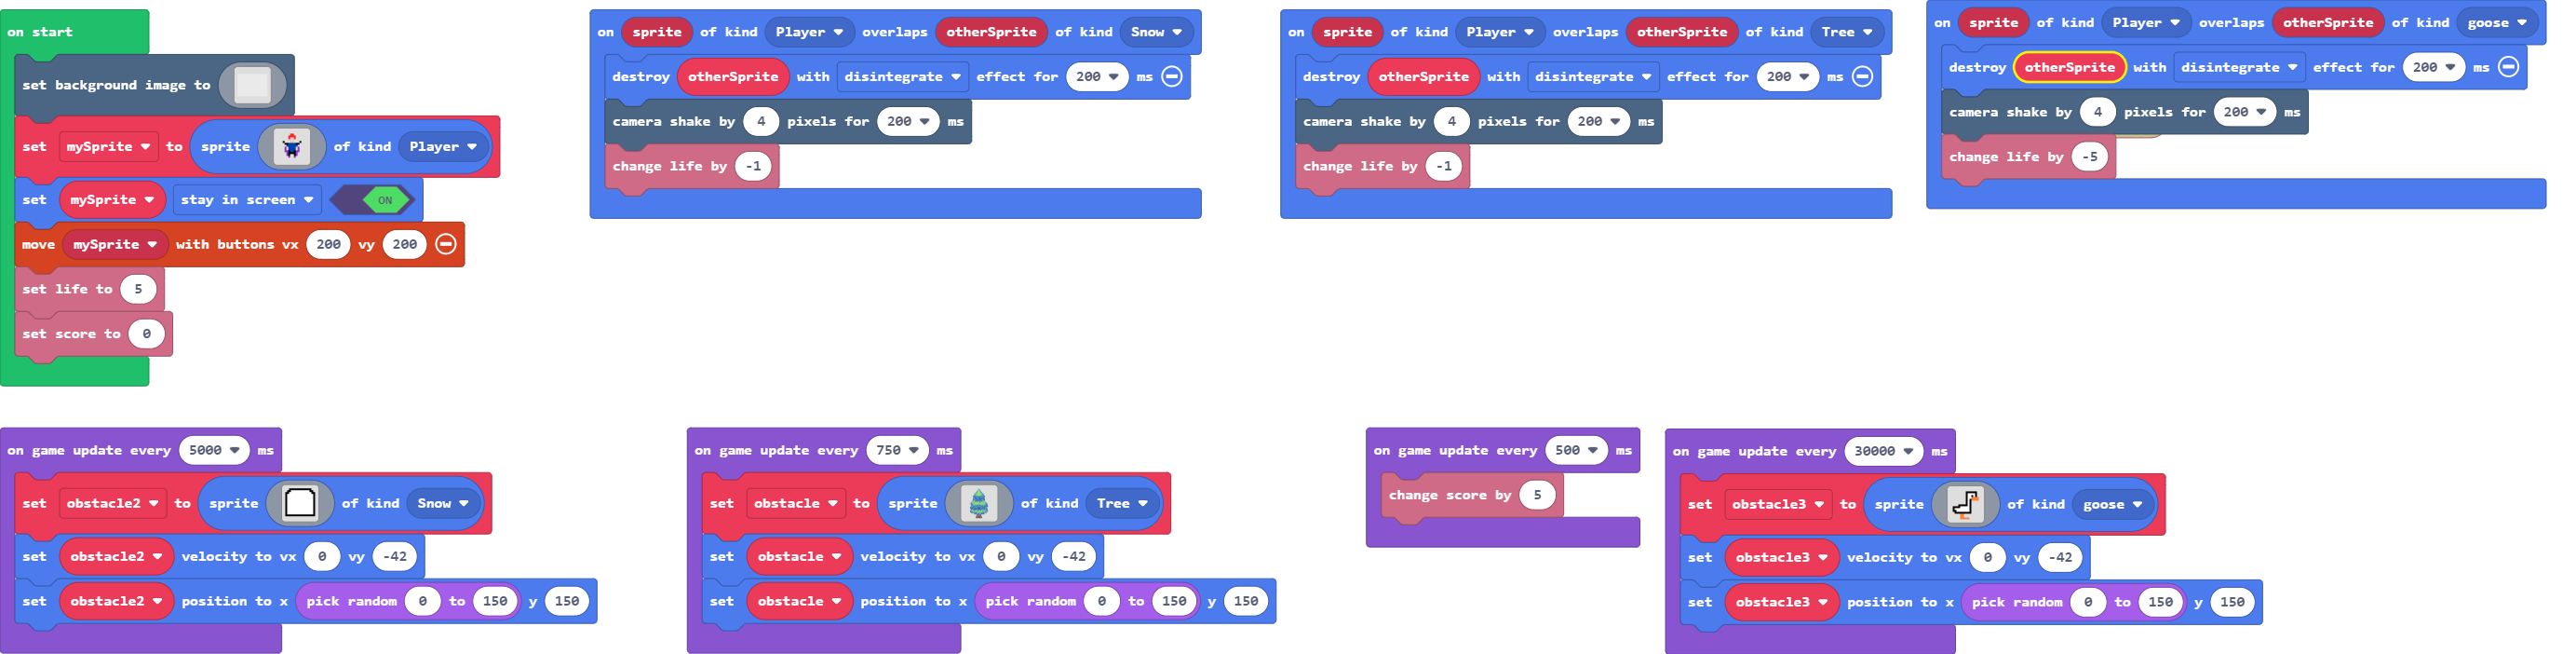 on start
set background image to
set mySprite to sprite of kind Player
set mySprite stay in screen ON
move mySprite with buttons vx 200 vy 200
set life to 5
set score to 0
on sprite of kind Player overlaps otherSprite of kind Snow
destroy otherSprite with disintegrate effect for 200 ms
camera shake by 4 pixels for 200 ms
change life by -1
on sprite of kind Player overlaps otherSprite of kind Tree
destroy otherSprite with disintegrate effect for 200 ms
camera shake by 4 pixels for 200 ms
change life by -1
on sprite of kind Player overlaps otherSprite of kind goose
destroy otherSprite with disintegrate effect for 200 ms
camera shake by 4 pixels for 200 ms
change life by -5
on game update every 5000 ms
set obstacle2 to sprite of kind Snow
set obstacle2 velocity to vx 0 vy -42
set obstacle2 position to x pick random 0 to 150 y 150
on game update every 750 ms
set obstacle to sprite of kind Tree
set obstacle velocity to vx 0 vy -42
set obstacle position to x pick random 0 to 150 y 150
on game update every 500 ms
change score by 5
on game update every 30000 ms
set obstacle3 to sprite of kind goose
set obstacle3 velocity to vx 0 vy -42
set obstacle3 position to x pick random 0 to 150 y 150